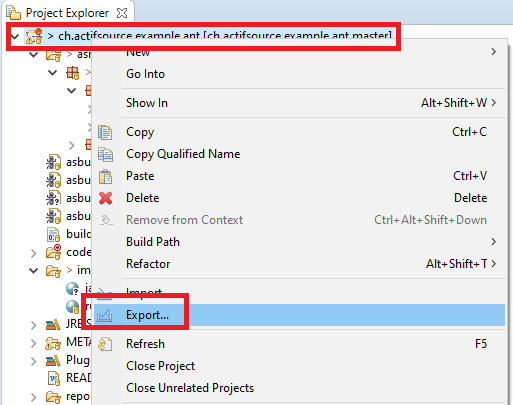 Project Explorer
> ch.actifsource.example.ant [ch.actifsource.example.ant master]
> asr
>
asbu
asbu
asbu
build
code
> im
ja
JRE S
META
Plug
READ
repo
New
Go Into
Show In Alt+Shift+W
Copy Ctrl+C
Copy Qualified Name
Paste Ctrl+V
Delete Delete
Remove from Context Ctrl+Alt+Shift+Down
Build Path
Refactor Alt+Shift+T
Import...
Export...
Refresh F5
Close Project
Close Unrelated Projects